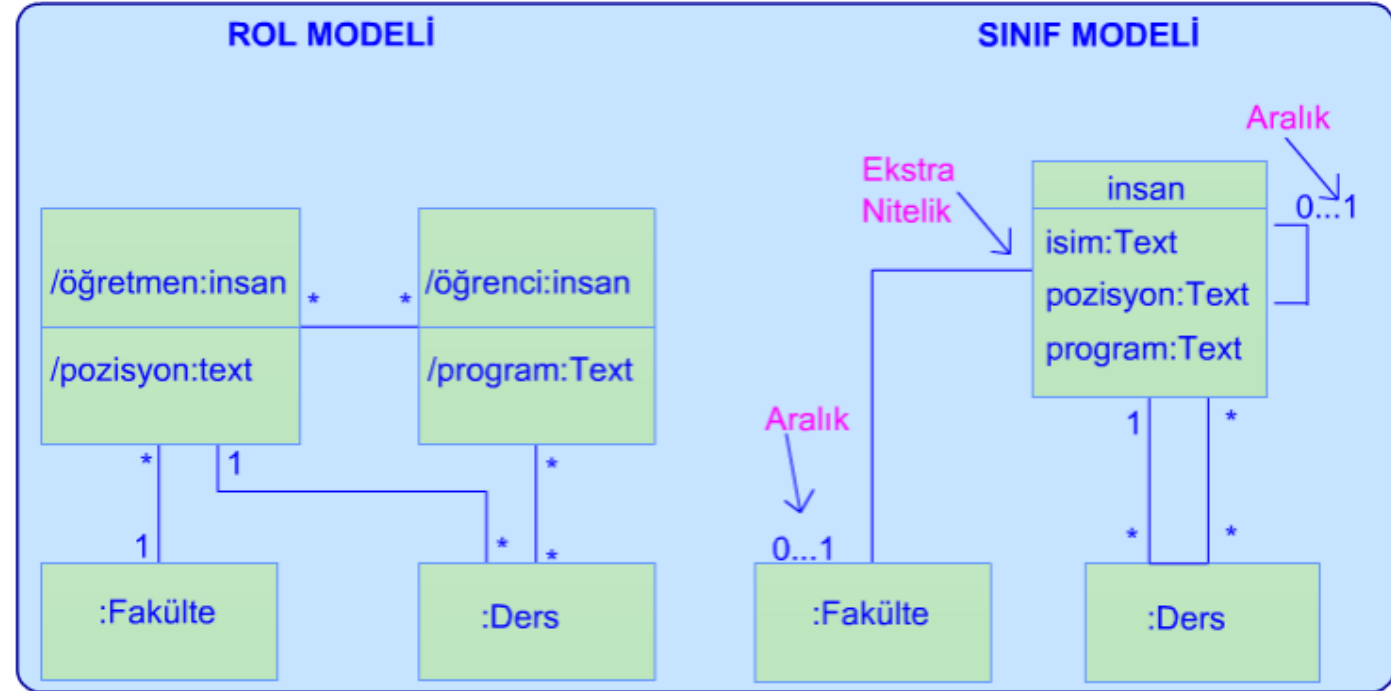 ROL MODELİ
/öğretmen:insan
/pozisyon:text
*
*
/öğrenci:insan
/program:Text
*
1
*
1
*
*
:Fakülte
:Ders
SINIF MODELİ
Aralık
0...1
Ekstra
Nitelik
insan
isim:Text
pozisyon:Text
program:Text
Aralık
0...1
1
*
*
*
:Fakülte
:Ders